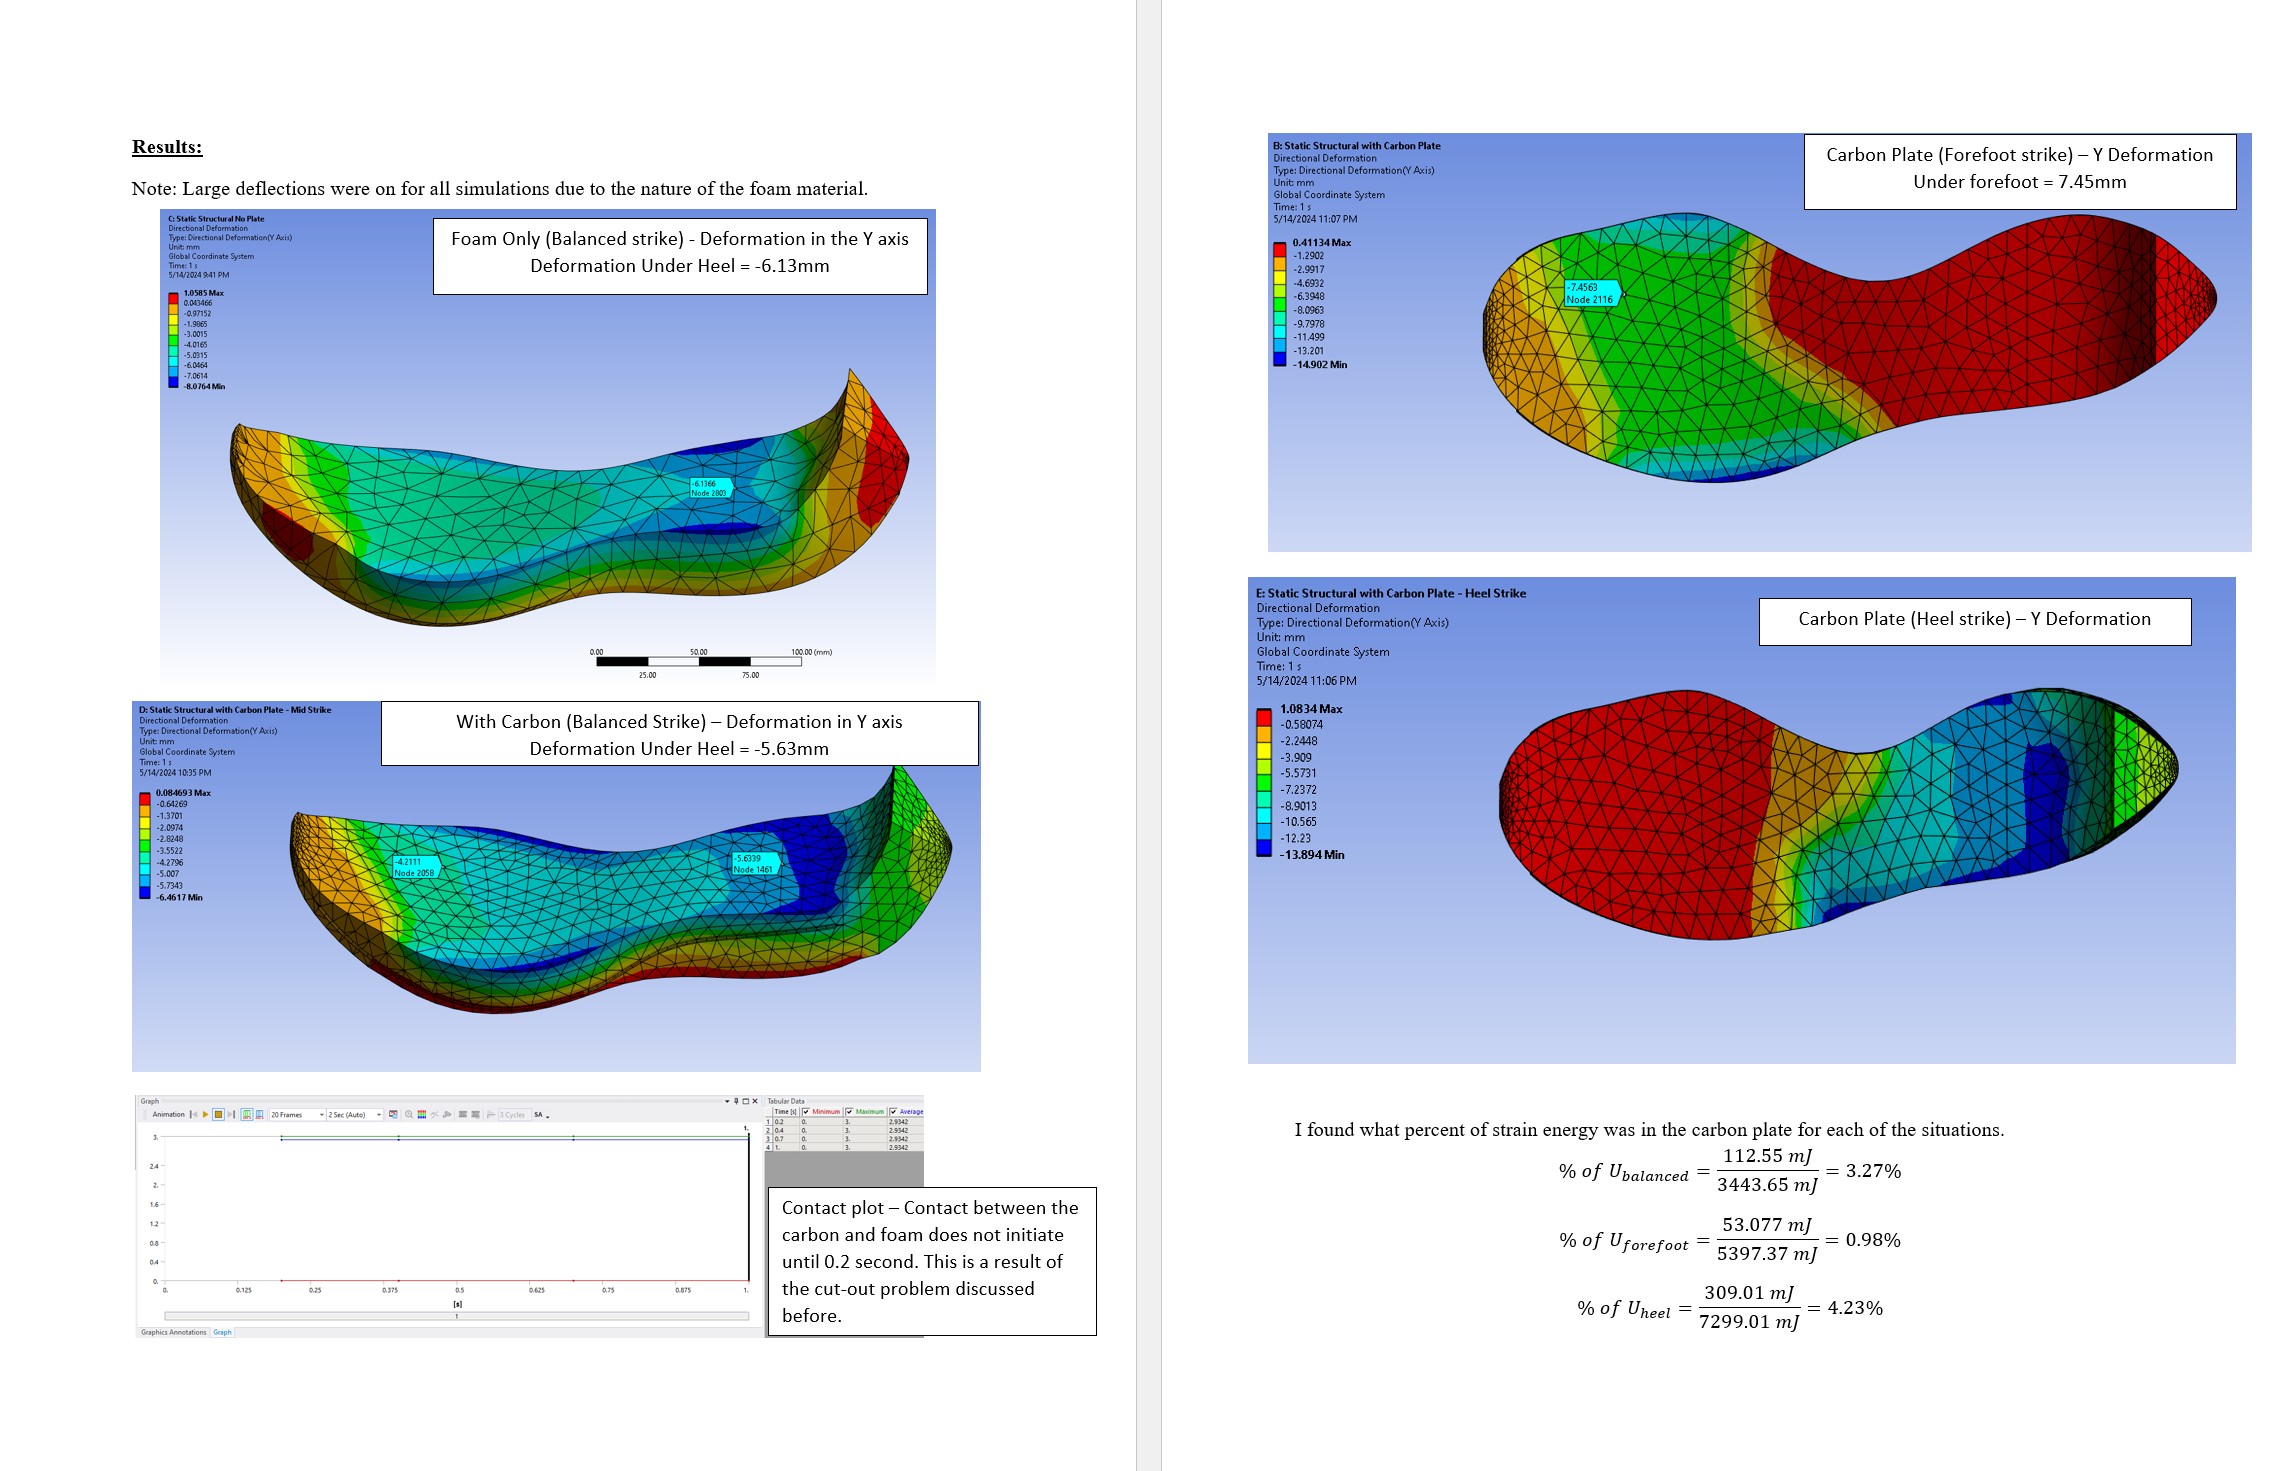 Results:
Note: Large deflections were on for all simulations due to the nature of the foam material.
C: Static Structural No Plate
Directional Deformation
Type: Directional Deformation(Y Axis)
Unit: mm
Global Coordinate System
Time: 1 s
5/14/2024 9:41 PM
Foam Only (Balanced strike) - Deformation in the Y axis
Deformation Under Heel = -6.13mm
1.0585 Max
0.043466
-0.97152
-1.9865
-3.0015
-4.0165
-5.0315
-6.0464
-7.0614
-8.0764 Min
-6.1366
Node 2803
0.00
50.00
100.00 (mm)
25.00
75.00
D: Static Structural with Carbon Plate - Mid Strike
Directional Deformation
Type: Directional Deformation(Y Axis)
Unit: mm
Global Coordinate System
Time: 1 s
5/14/2024 10:35 PM
With Carbon (Balanced Strike) – Deformation in Y axis
Deformation Under Heel = -5.63mm
0.084693 Max
-0.64269
-1.3701
-2.0974
-2.8248
-3.5522
-4.2796
-5.007
-5.7343
-6.4617 Min
-4.2111
Node 2058
-5.6339
Node 1461
Graph
Animation
20 Frames
2 Sec (Auto)
3 Cycles
SA
1.
3.
2.4
2.
1.6
1.2
0.8
0.4
0.
0. 0.125 0.25 0.375 0.5 0.625 0.75 0.875 1.
[s]
1
Graphics Annotations Graph
Tabular Data
Time [s] Minimum Maximum Average
1 0.2 0. 3. 2.9342
2 0.4 0. 3. 2.9342
3 0.7 0. 3. 2.9342
4 1. 0. 3. 2.9342
Contact plot – Contact between the
carbon and foam does not initiate
until 0.2 second. This is a result of
the cut-out problem discussed
before.
B: Static Structural with Carbon Plate
Directional Deformation
Type: Directional Deformation(Y Axis)
Unit: mm
Global Coordinate System
Time: 1 s
5/14/2024 11:07 PM
Carbon Plate (Forefoot strike) – Y Deformation
Under forefoot = 7.45mm
0.41134 Max
-1.2902
-2.9917
-4.6932
-6.3948
-8.0963
-9.7978
-11.499
-13.201
-14.902 Min
-7.4563
Node 2116
E: Static Structural with Carbon Plate - Heel Strike
Directional Deformation
Type: Directional Deformation(Y Axis)
Unit: mm
Global Coordinate System
Time: 1 s
5/14/2024 11:06 PM
Carbon Plate (Heel strike) – Y Deformation
1.0834 Max
-0.58074
-2.2448
-3.909
-5.5731
-7.2372
-8.9013
-10.565
-12.23
-13.894 Min
I found what percent of strain energy was in the carbon plate for each of the situations.
% of U balanced = 112.55 mJ / 3443.65 mJ = 3.27%
% of U forefoot = 53.077 mJ / 5397.37 mJ = 0.98%
% of U heel = 309.01 mJ / 7299.01 mJ = 4.23%